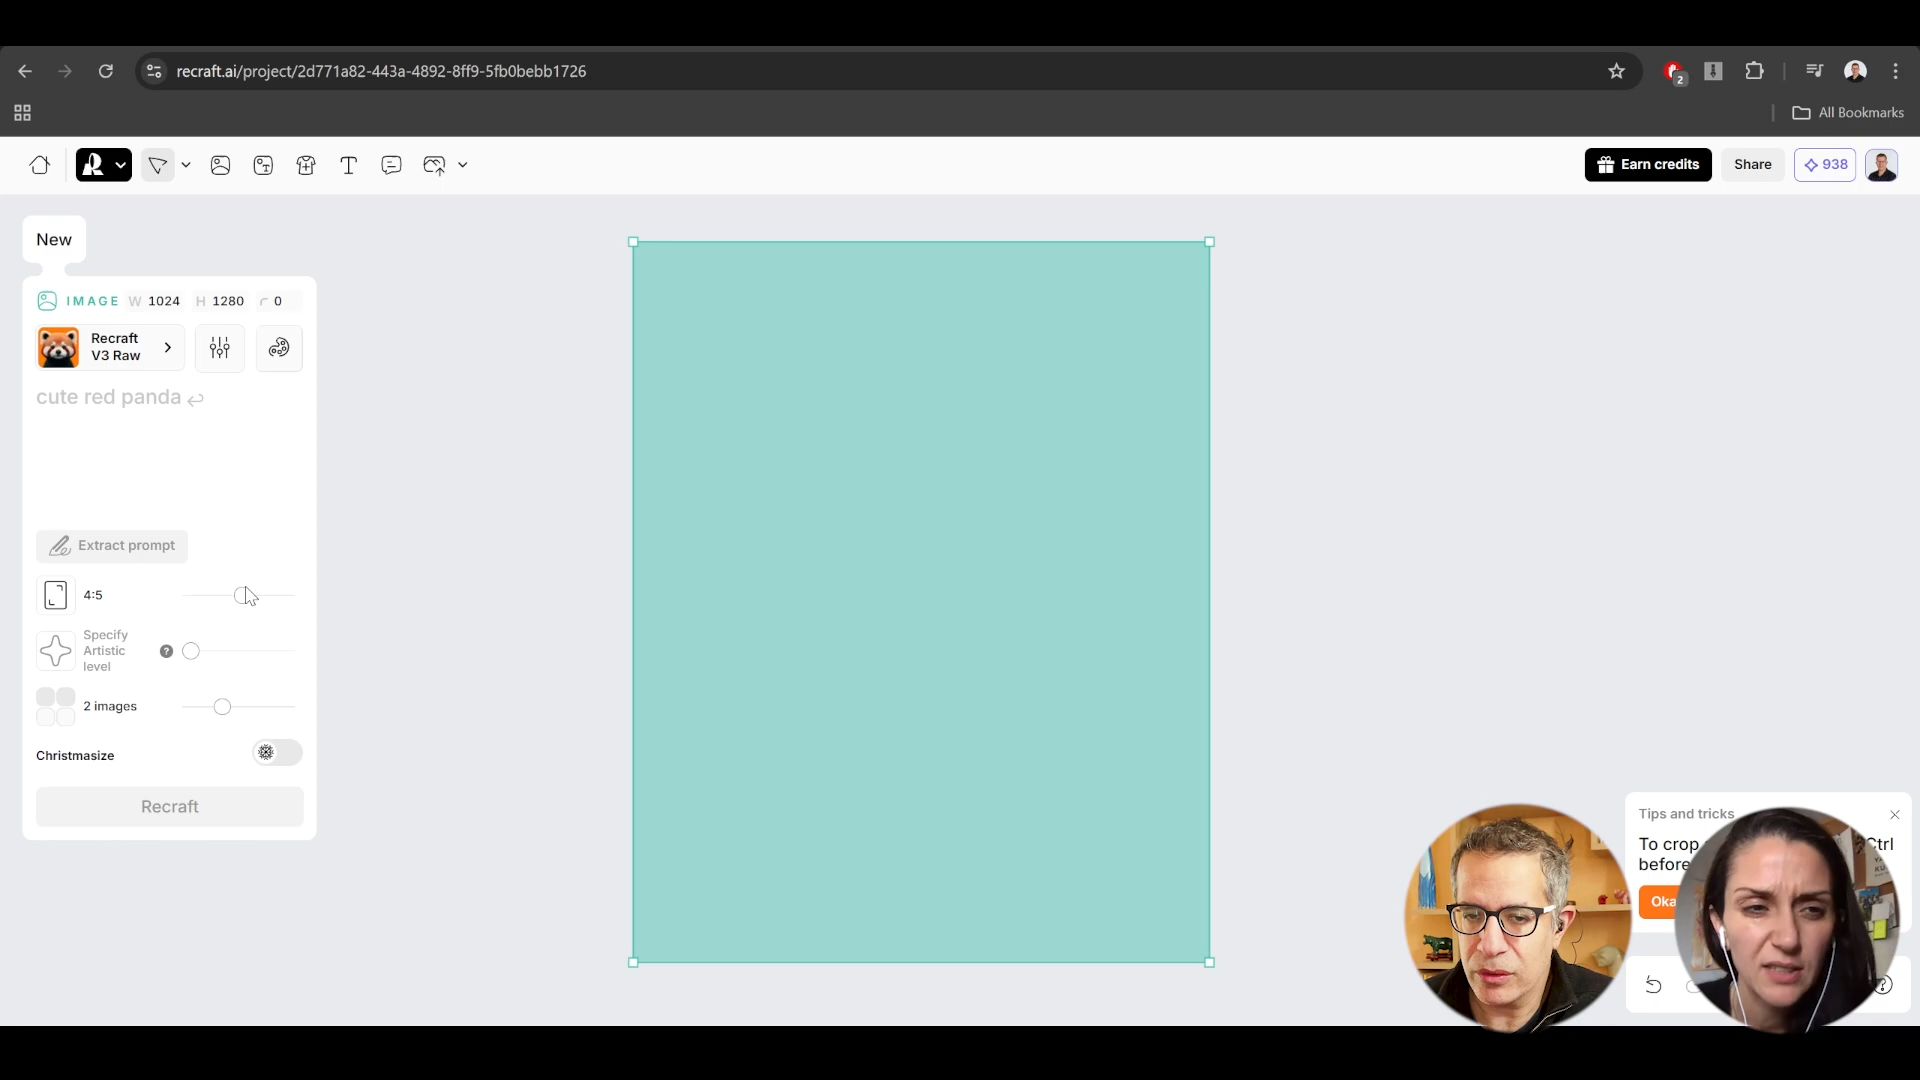 recraft.ai/project/2d771a82-443a-4892-8ff9-5fb0bebb1726
2
All Bookmarks
Earn credits
Share
938
New
IMAGE W 1024 H 1280 0
Recraft
V3 Raw
cute red panda
Extract prompt
4:5
Specify
Artistic
level
?
2 images
Christmasize
Recraft
Tips and tricks
To crop Ctrl
before
Oka
?